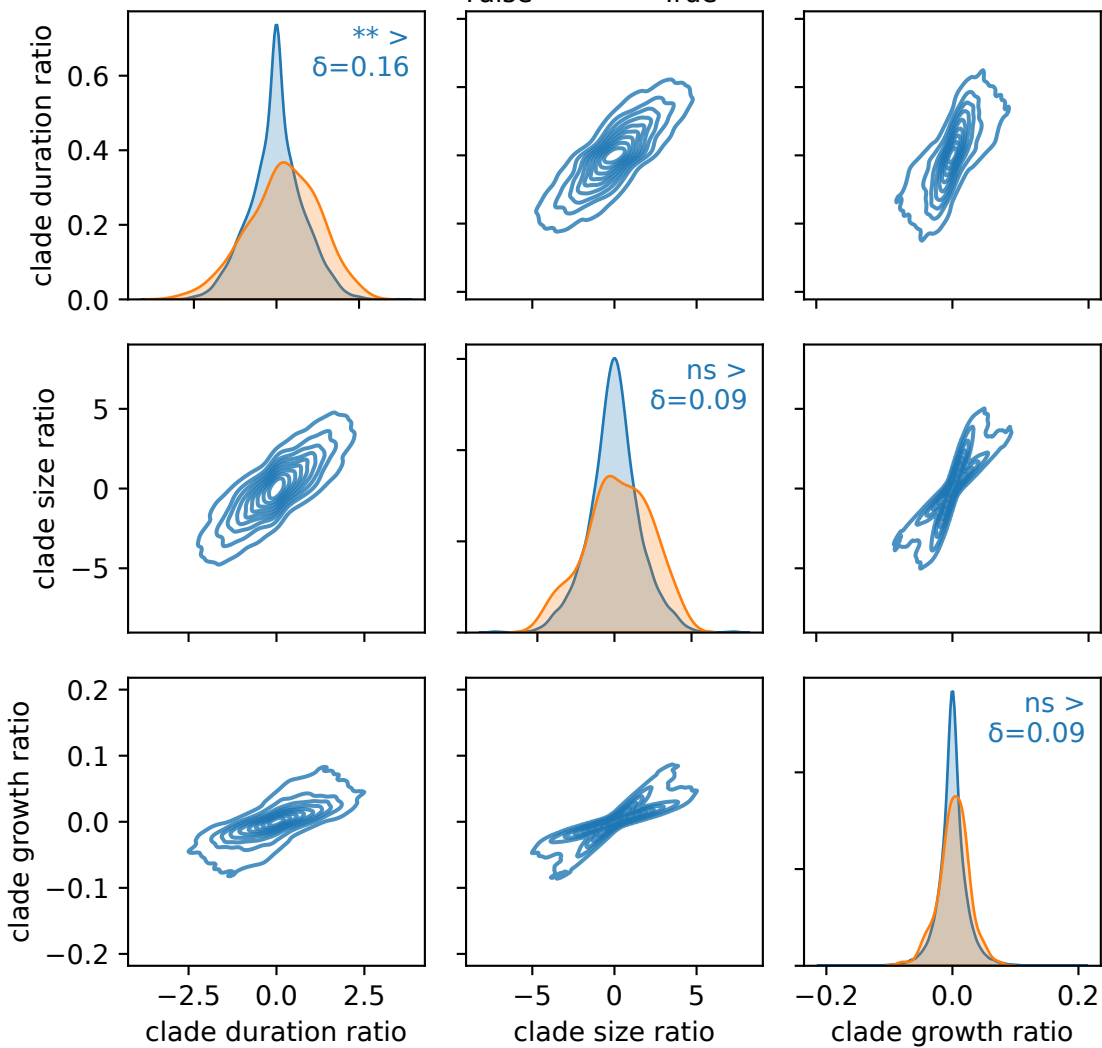 True
** >
δ=0.16
clade duration ratio
0.6
0.4
0.2
0.0
ns >
δ=0.09
clade size ratio
5
0
−5
ns >
δ=0.09
clade growth ratio
0.2
0.1
0.0
−0.1
−0.2
−2.5 0.0 2.5
−5 0 5
−0.2 0.0 0.2
clade duration ratio
clade size ratio
clade growth ratio